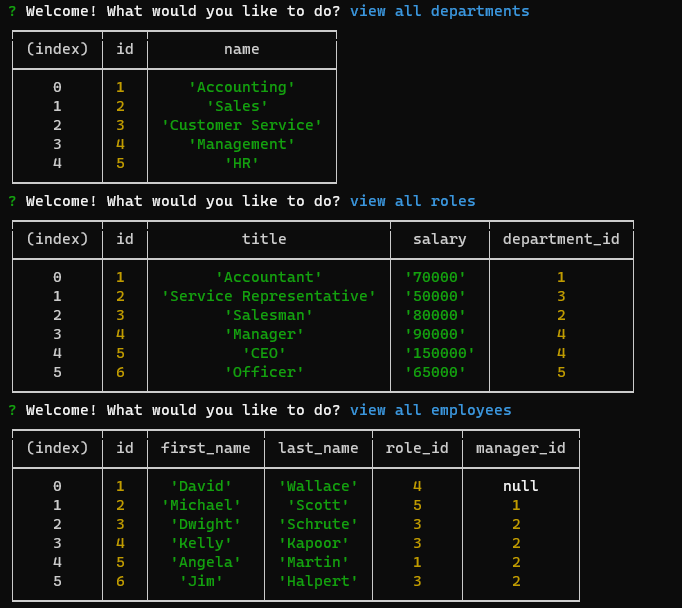 ? Welcome! What would you like to do? view all departments
(index) id name
0 1 'Accounting'
1 2 'Sales'
2 3 'Customer Service'
3 4 'Management'
4 5 'HR'
? Welcome! What would you like to do? view all roles
(index) id title salary department_id
0 1 'Accountant' '70000' 1
1 2 'Service Representative' '50000' 3
2 3 'Salesman' '80000' 2
3 4 'Manager' '90000' 4
4 5 'CEO' '150000' 4
5 6 'Officer' '65000' 5
? Welcome! What would you like to do? view all employees
(index) id first_name last_name role_id manager_id
0 1 'David' 'Wallace' 4 null
1 2 'Michael' 'Scott' 5 1
2 3 'Dwight' 'Schrute' 3 2
3 4 'Kelly' 'Kapoor' 3 2
4 5 'Angela' 'Martin' 1 2
5 6 'Jim' 'Halpert' 3 2